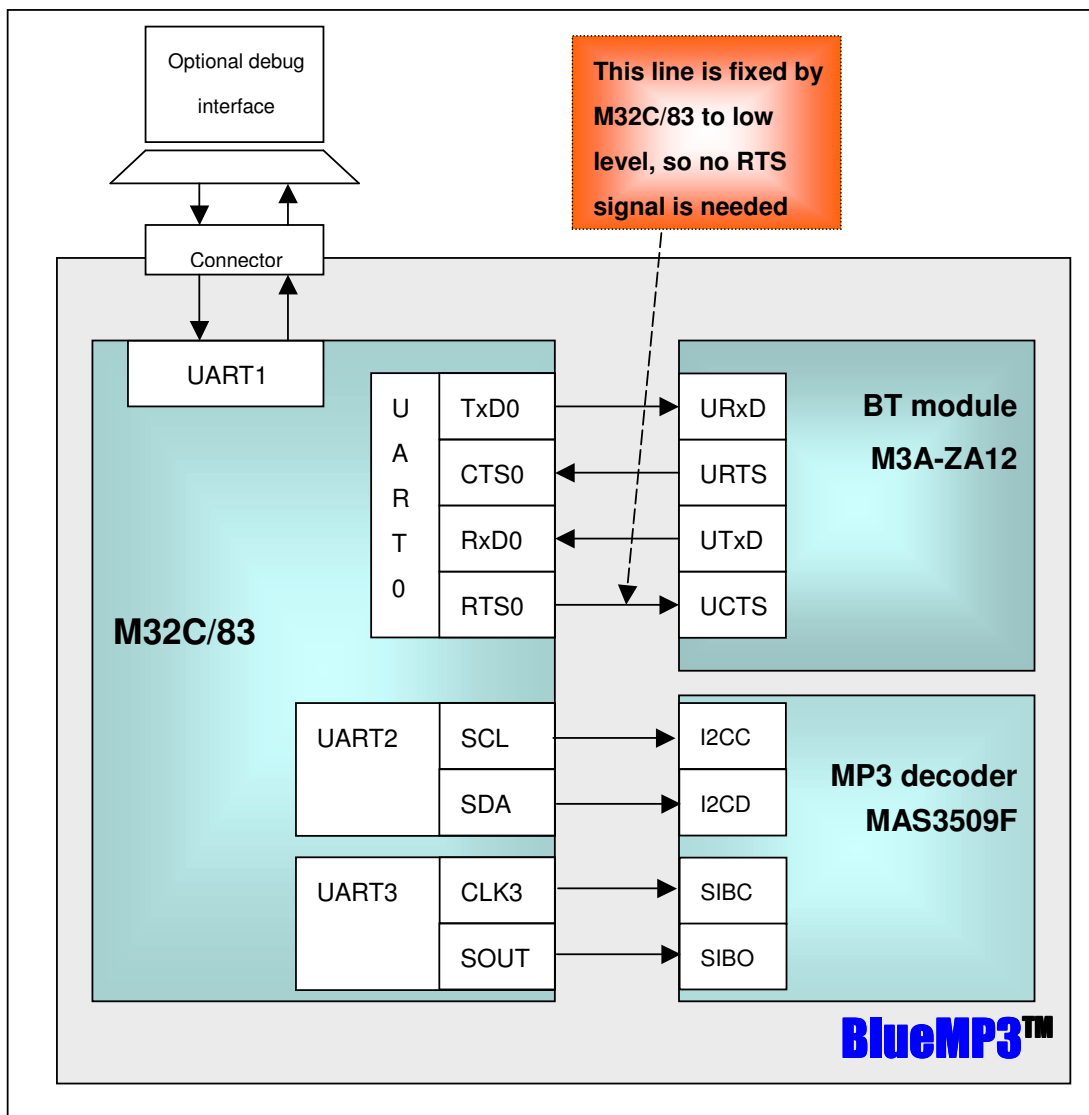 Optional debug
interface
This line is fixed by
M32C/83 to low
level, so no RTS
signal is needed
Connector
UART1
U
A
R
T
0
TxD0
CTS0
RxD0
RTS0
URxD
URTS
UTxD
UCTS
BT module
M3A-ZA12
M32C/83
UART2
SCL
SDA
I2CC
I2CD
MP3 decoder
MAS3509F
UART3
CLK3
SOUT
SIBC
SIBO
BlueMP3™